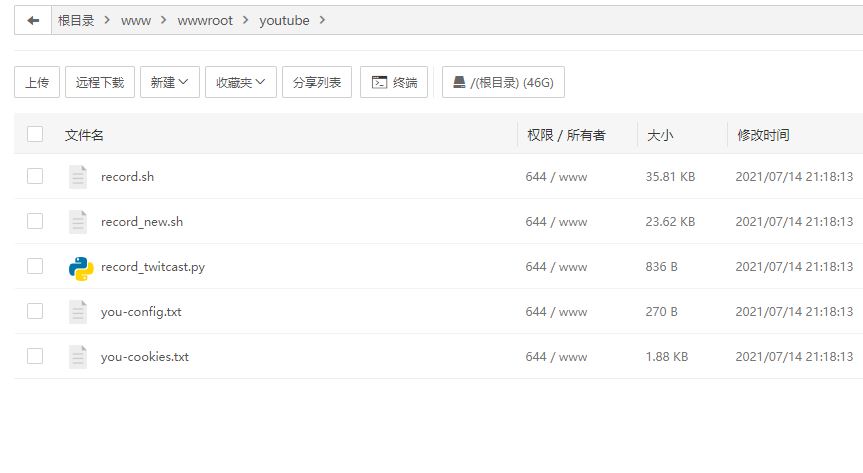 根目录 > www > wwwroot > youtube >
上传 远程下载 新建 收藏夹 分享列表 终端 /(根目录) (46G)
文件名 权限 / 所有者 大小 修改时间
record.sh 644 / www 35.81 KB 2021/07/14 21:18:13
record_new.sh 644 / www 23.62 KB 2021/07/14 21:18:13
record_twitcast.py 644 / www 836 B 2021/07/14 21:18:13
you-config.txt 644 / www 270 B 2021/07/14 21:18:13
you-cookies.txt 644 / www 1.88 KB 2021/07/14 21:18:13